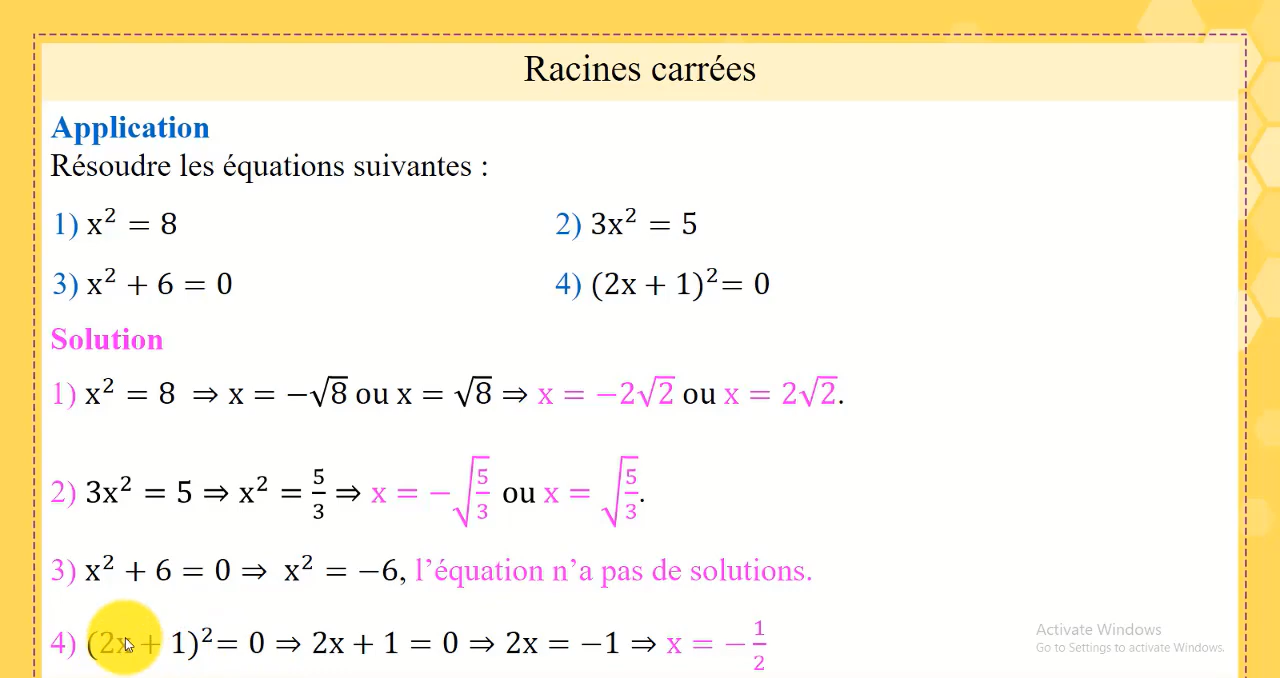 Racines carrées
Application
Résoudre les équations suivantes :
1) x² = 8
2) 3x² = 5
3) x² + 6 = 0
4) (2x + 1)²= 0
Solution
1) x² = 8 ⇒ x = −√8 ou x = √8 ⇒ x = −2√2 ou x = 2√2.
2) 3x² = 5 ⇒ x² = 5/3 ⇒ x = −√(5/3) ou x = √(5/3).
3) x² + 6 = 0 ⇒ x² = −6, l’équation n’a pas de solutions.
4) (2x + 1)²= 0 ⇒ 2x + 1 = 0 ⇒ 2x = −1 ⇒ x = −1/2
Activate Windows
Go to Settings to activate Windows.